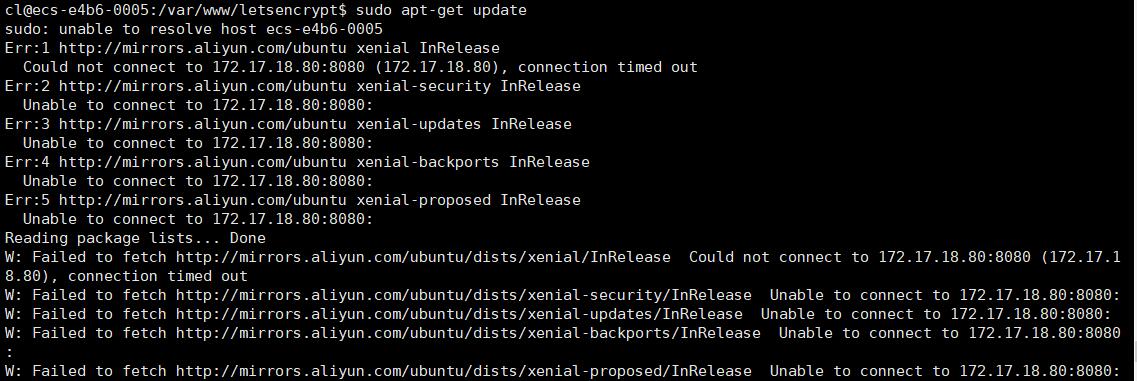 cl@ecs-e4b6-0005:/var/www/letsencrypt$ sudo apt-get update
sudo: unable to resolve host ecs-e4b6-0005
Err:1 http://mirrors.aliyun.com/ubuntu xenial InRelease
  Could not connect to 172.17.18.80:8080 (172.17.18.80), connection timed out
Err:2 http://mirrors.aliyun.com/ubuntu xenial-security InRelease
  Unable to connect to 172.17.18.80:8080:
Err:3 http://mirrors.aliyun.com/ubuntu xenial-updates InRelease
  Unable to connect to 172.17.18.80:8080:
Err:4 http://mirrors.aliyun.com/ubuntu xenial-backports InRelease
  Unable to connect to 172.17.18.80:8080:
Err:5 http://mirrors.aliyun.com/ubuntu xenial-proposed InRelease
  Unable to connect to 172.17.18.80:8080:
Reading package lists... Done
W: Failed to fetch http://mirrors.aliyun.com/ubuntu/dists/xenial/InRelease  Could not connect to 172.17.18.80:8080 (172.17.1
8.80), connection timed out
W: Failed to fetch http://mirrors.aliyun.com/ubuntu/dists/xenial-security/InRelease  Unable to connect to 172.17.18.80:8080:
W: Failed to fetch http://mirrors.aliyun.com/ubuntu/dists/xenial-updates/InRelease  Unable to connect to 172.17.18.80:8080:
W: Failed to fetch http://mirrors.aliyun.com/ubuntu/dists/xenial-backports/InRelease  Unable to connect to 172.17.18.80:8080
:
W: Failed to fetch http://mirrors.aliyun.com/ubuntu/dists/xenial-proposed/InRelease  Unable to connect to 172.17.18.80:8080: